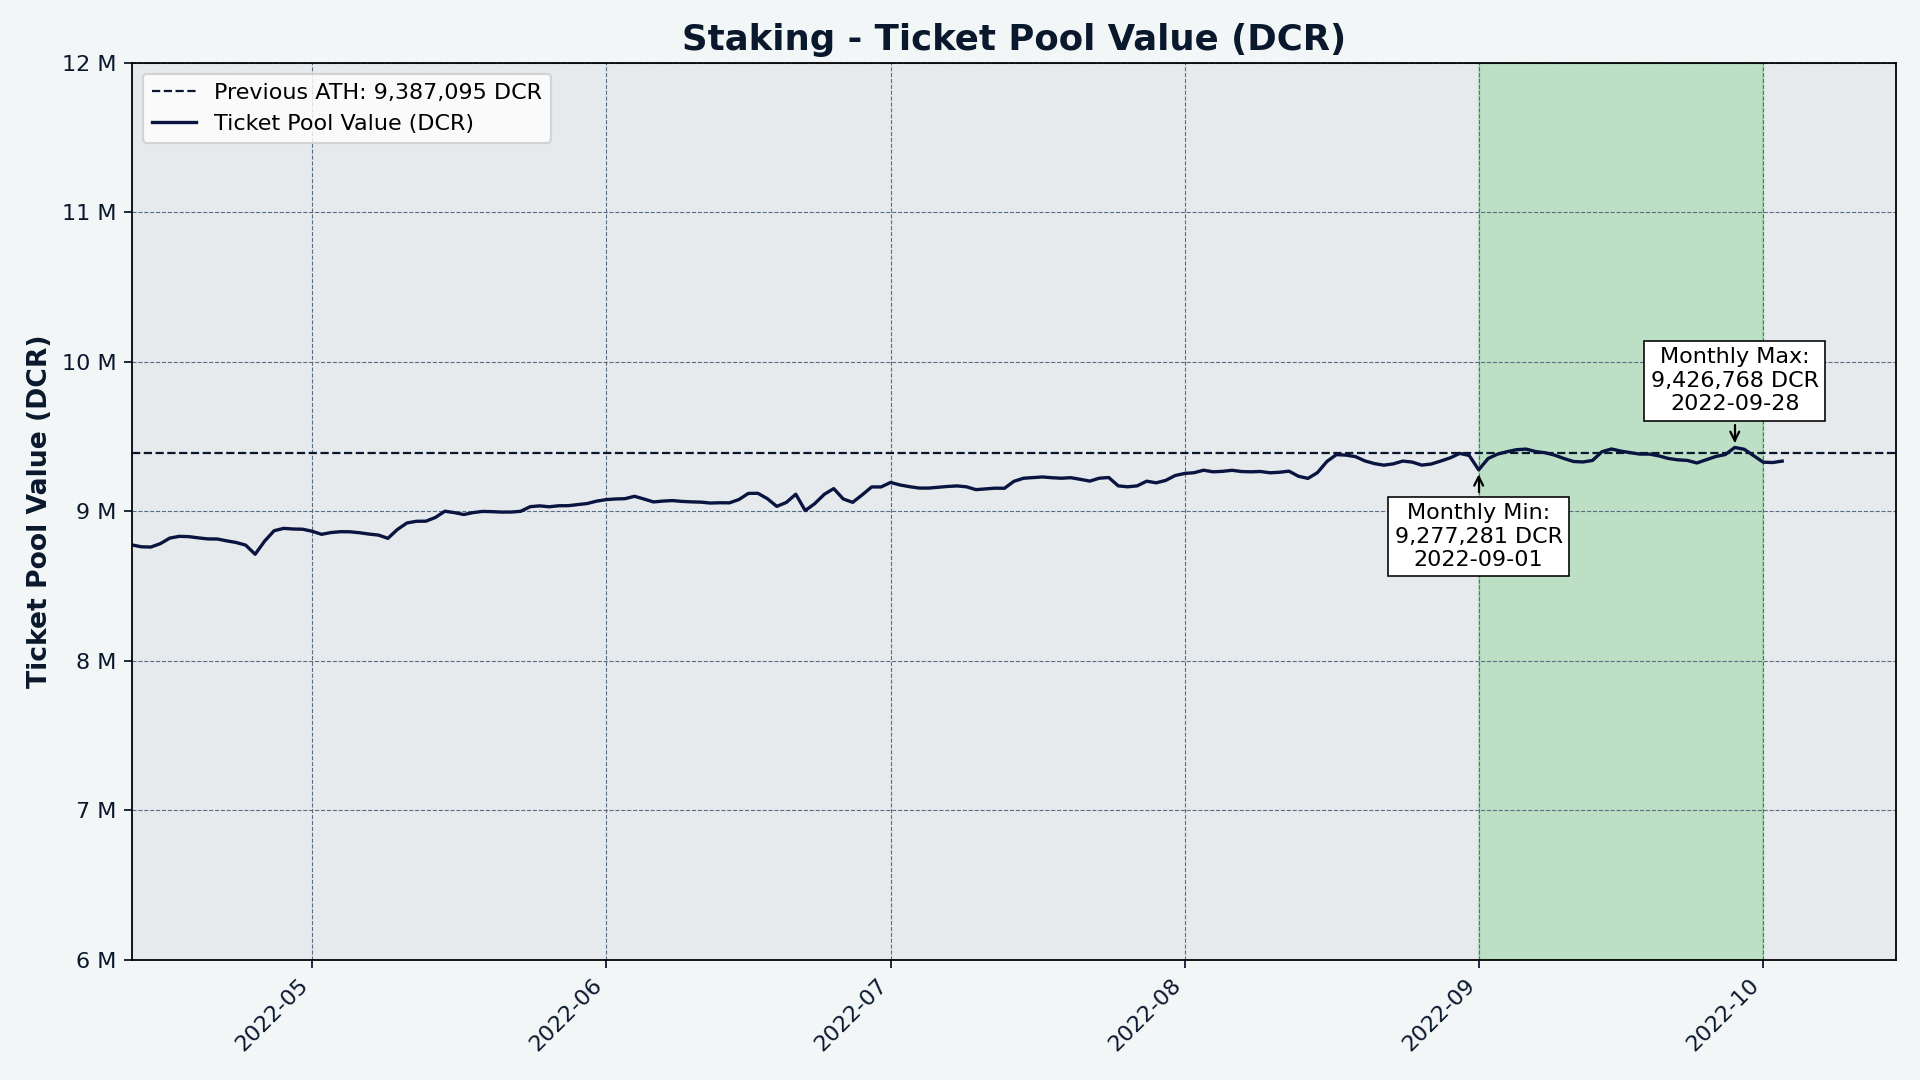 Staking - Ticket Pool Value (DCR)
Ticket Pool Value (DCR)
12 M
11 M
10 M
9 M
8 M
7 M
6 M
Previous ATH: 9,387,095 DCR
Ticket Pool Value (DCR)
Monthly Max:
9,426,768 DCR
2022-09-28
Monthly Min:
9,277,281 DCR
2022-09-01
2022-05
2022-06
2022-07
2022-08
2022-09
2022-10